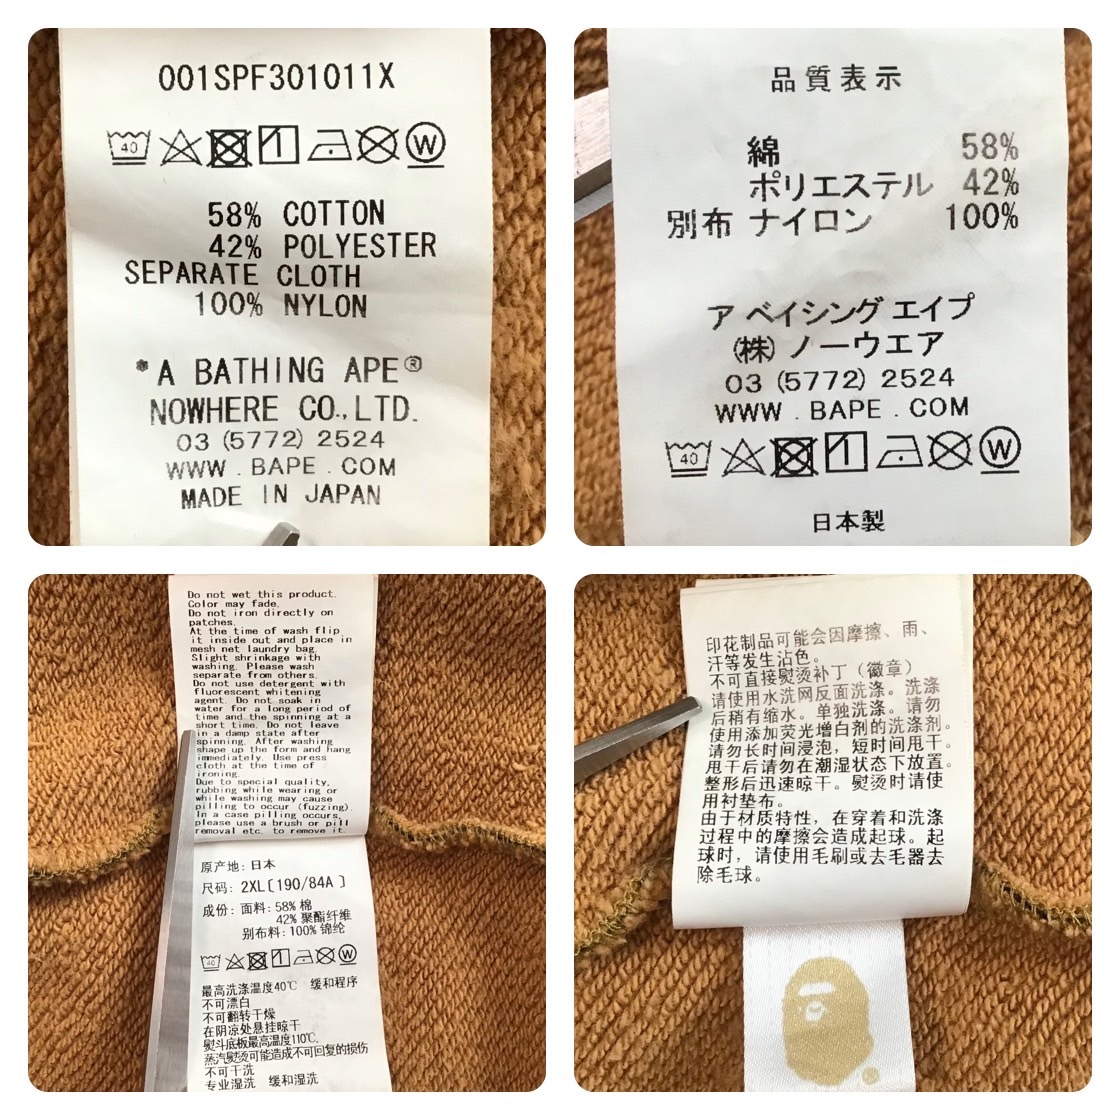 001SPF301011X
40 W
58% COTTON
42% POLYESTER
SEPARATE CLOTH
100% NYLON
*A BATHING APE®
NOWHERE CO.,LTD.
03 (5772) 2524
WWW . BAPE . COM
MADE IN JAPAN
品質表示
綿 58%
ポリエステル 42%
別布 ナイロン 100%
ア ベイシング エイプ
(株) ノーウエア
03 (5772) 2524
WWW . BAPE . COM
40 W
日本製
Do not wet this product.
Color may fade.
Do not iron directly on
patches.
At the time of wash flip
it inside out and place in
mesh net laundry bag.
Slight shrinkage with
washing. Please wash
separate from others.
Do not use detergent with
fluorescent whitening
agent. Do not soak in
water for a long period of
time and the spinning at a
short time. Do not leave
in a damp state after
spinning. After washing
shape up the form and hang
immediately. Use press
cloth at the time of
ironing.
Due to special quality,
rubbing while wearing or
while washing may cause
pilling to occur (fuzzing).
In a case pilling occurs,
please use a brush or pill
removal etc. to remove it.
原产地: 日本
尺码: 2XL[190/84A]
成份: 面料: 58% 棉
42% 聚酯纤维
别布料: 100% 锦纶
40 W
最高洗涤温度40℃ 缓和程序
不可漂白
不可翻转干燥
在阴凉处悬挂晾干
熨斗底板最高温度110℃,
蒸汽熨烫可能造成不可回复的损伤
不可干洗
专业湿洗 缓和湿洗
印花制品可能会因摩擦、雨、
汗等发生沾色。
不可直接熨烫补丁（徽章）
请使用水洗网反面洗涤。洗涤
后稍有缩水。单独洗涤。请勿
使用添加荧光增白剂的洗涤剂。
请勿长时间浸泡，短时间甩干。
甩干后请勿在潮湿状态下放置。
整形后迅速晾干。熨烫时请使
用衬垫布。
由于材质特性，在穿着和洗涤
过程中的摩擦会造成起球。起
球时，请使用毛刷或去毛器去
除毛球。
®